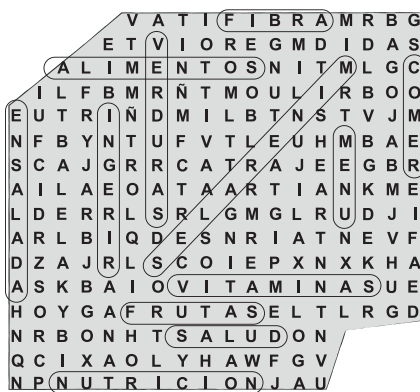 V A T I F I B R A M R B G
E T V I O R E G M D I D A S
A L I M E N T O S N I T M L G C
I L F B M R Ñ T M O U L I R B O O
E U T R I Ñ D M I L B T N S T V J M
N F B Y N T U F V T L E U H M B A E
S C A J G R R C A T R A J E E G B R
A I L A E O A T A A R T I A N K M E
L D E R R L S R L G M G L R U D J I
A R L B I Q D E S N R I A T N E V F
D Z A J R L S C O I E P X N X K H A
A S K B A I O V I T A M I N A S U E
H O Y G A F R U T A S E L T L R G D
N R B O N H T S A L U D O N
Q C I X A O L Y H A W F G V
N P N U T R I C I O N J A U